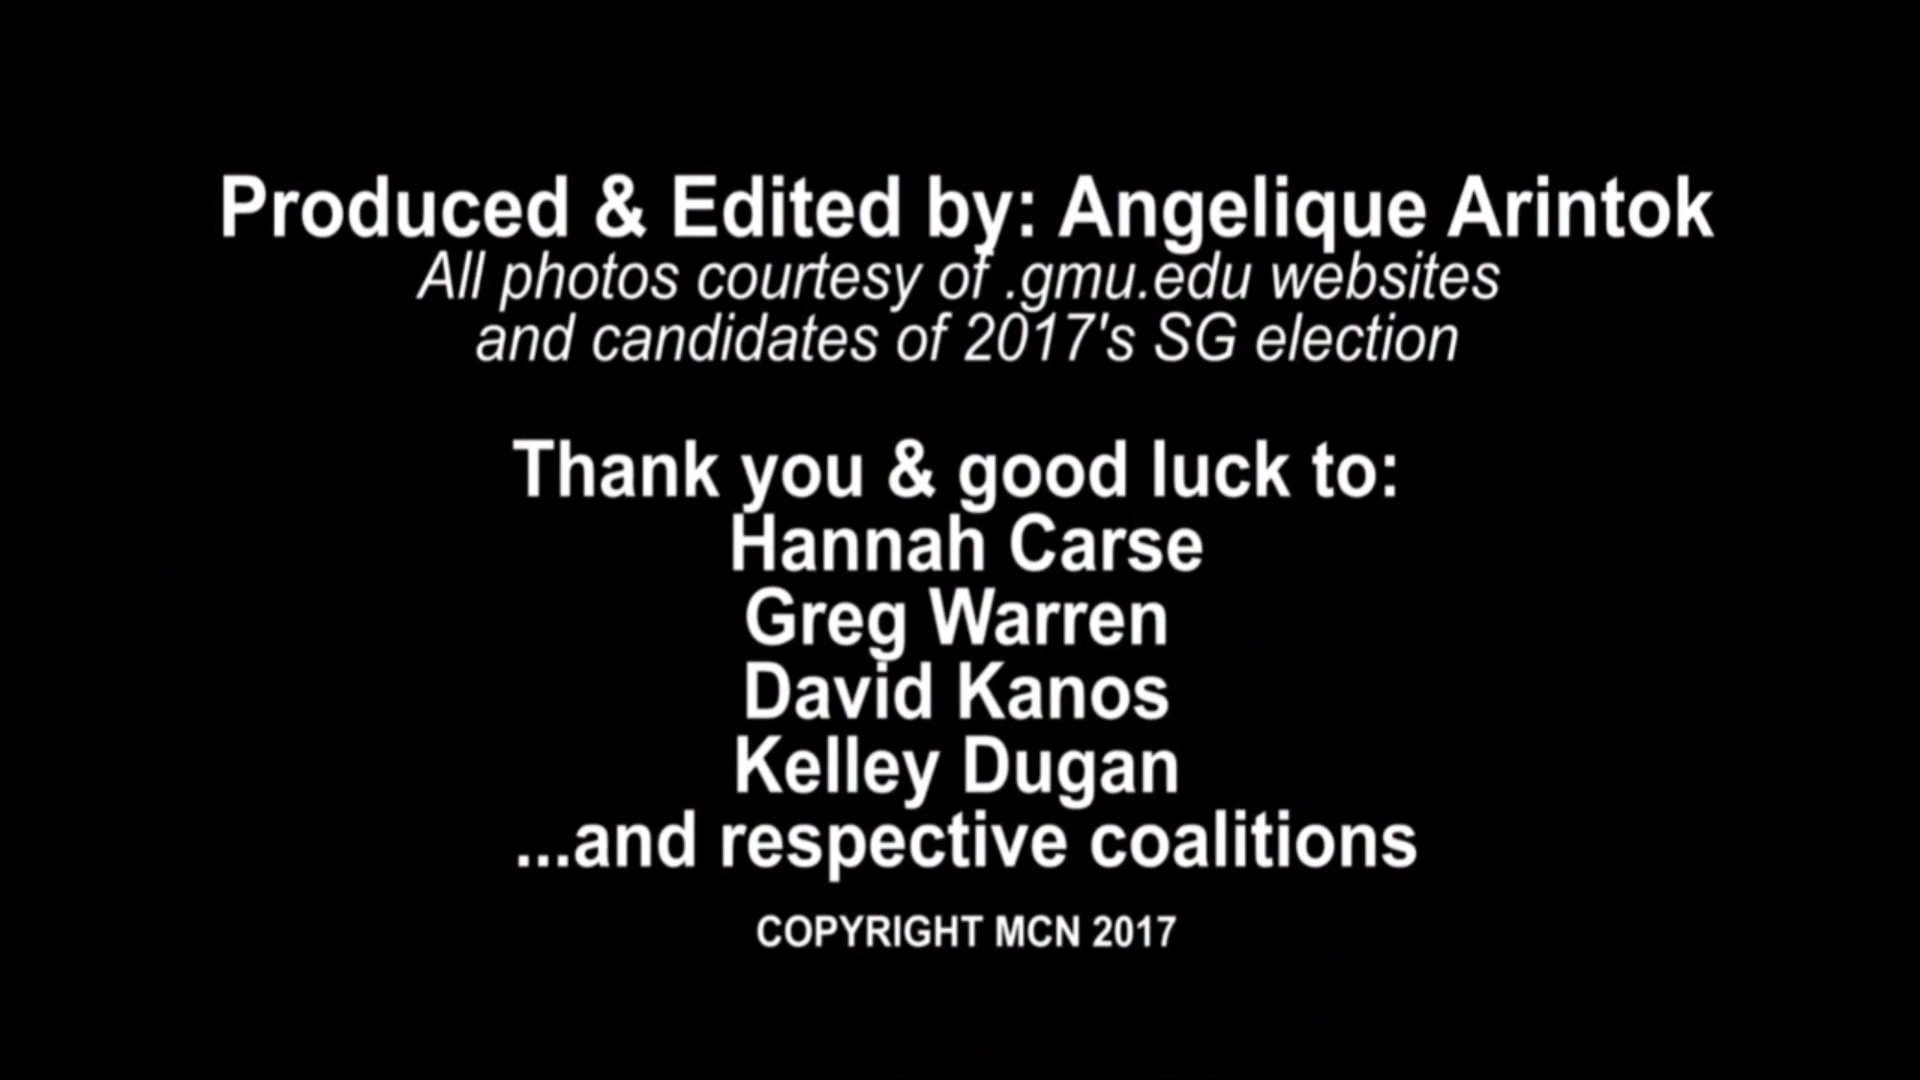 Produced & Edited by: Angelique Arintok
All photos courtesy of .gmu.edu websites
and candidates of 2017's SG election
Thank you & good luck to:
Hannah Carse
Greg Warren
David Kanos
Kelley Dugan
...and respective coalitions
COPYRIGHT MCN 2017